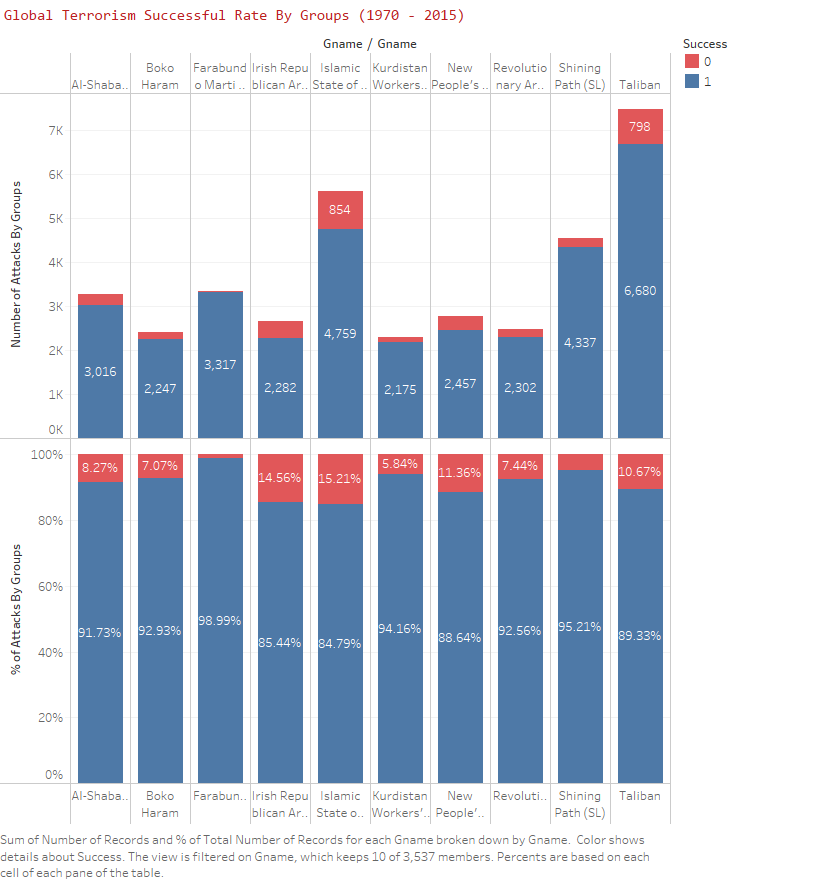 Global Terrorism Successful Rate By Groups (1970 - 2015)
Gname / Gname
Success
0
1
Al-Shaba..
Boko
Haram
Farabund
o Marti ..
Irish Repu
blican Ar..
Islamic
State of ..
Kurdistan
Workers..
New
People's ..
Revolutio
nary Ar..
Shining
Path (SL)
Taliban
Number of Attacks By Groups
7K
6K
5K
4K
3K
2K
1K
0K
3,016
2,247
3,317
2,282
854
4,759
2,175
2,457
2,302
4,337
798
6,680
% of Attacks By Groups
100%
80%
60%
40%
20%
0%
8.27%
91.73%
7.07%
92.93%
98.99%
14.56%
85.44%
15.21%
84.79%
5.84%
94.16%
11.36%
88.64%
7.44%
92.56%
95.21%
10.67%
89.33%
Al-Shaba..
Boko
Haram
Farabun..
Irish Repu
blican Ar..
Islamic
State o..
Kurdistan
Workers'..
New
People'..
Revoluti..
Shining
Path (SL)
Taliban
Sum of Number of Records and % of Total Number of Records for each Gname broken down by Gname.  Color shows
details about Success. The view is filtered on Gname, which keeps 10 of 3,537 members. Percents are based on each
cell of each pane of the table.